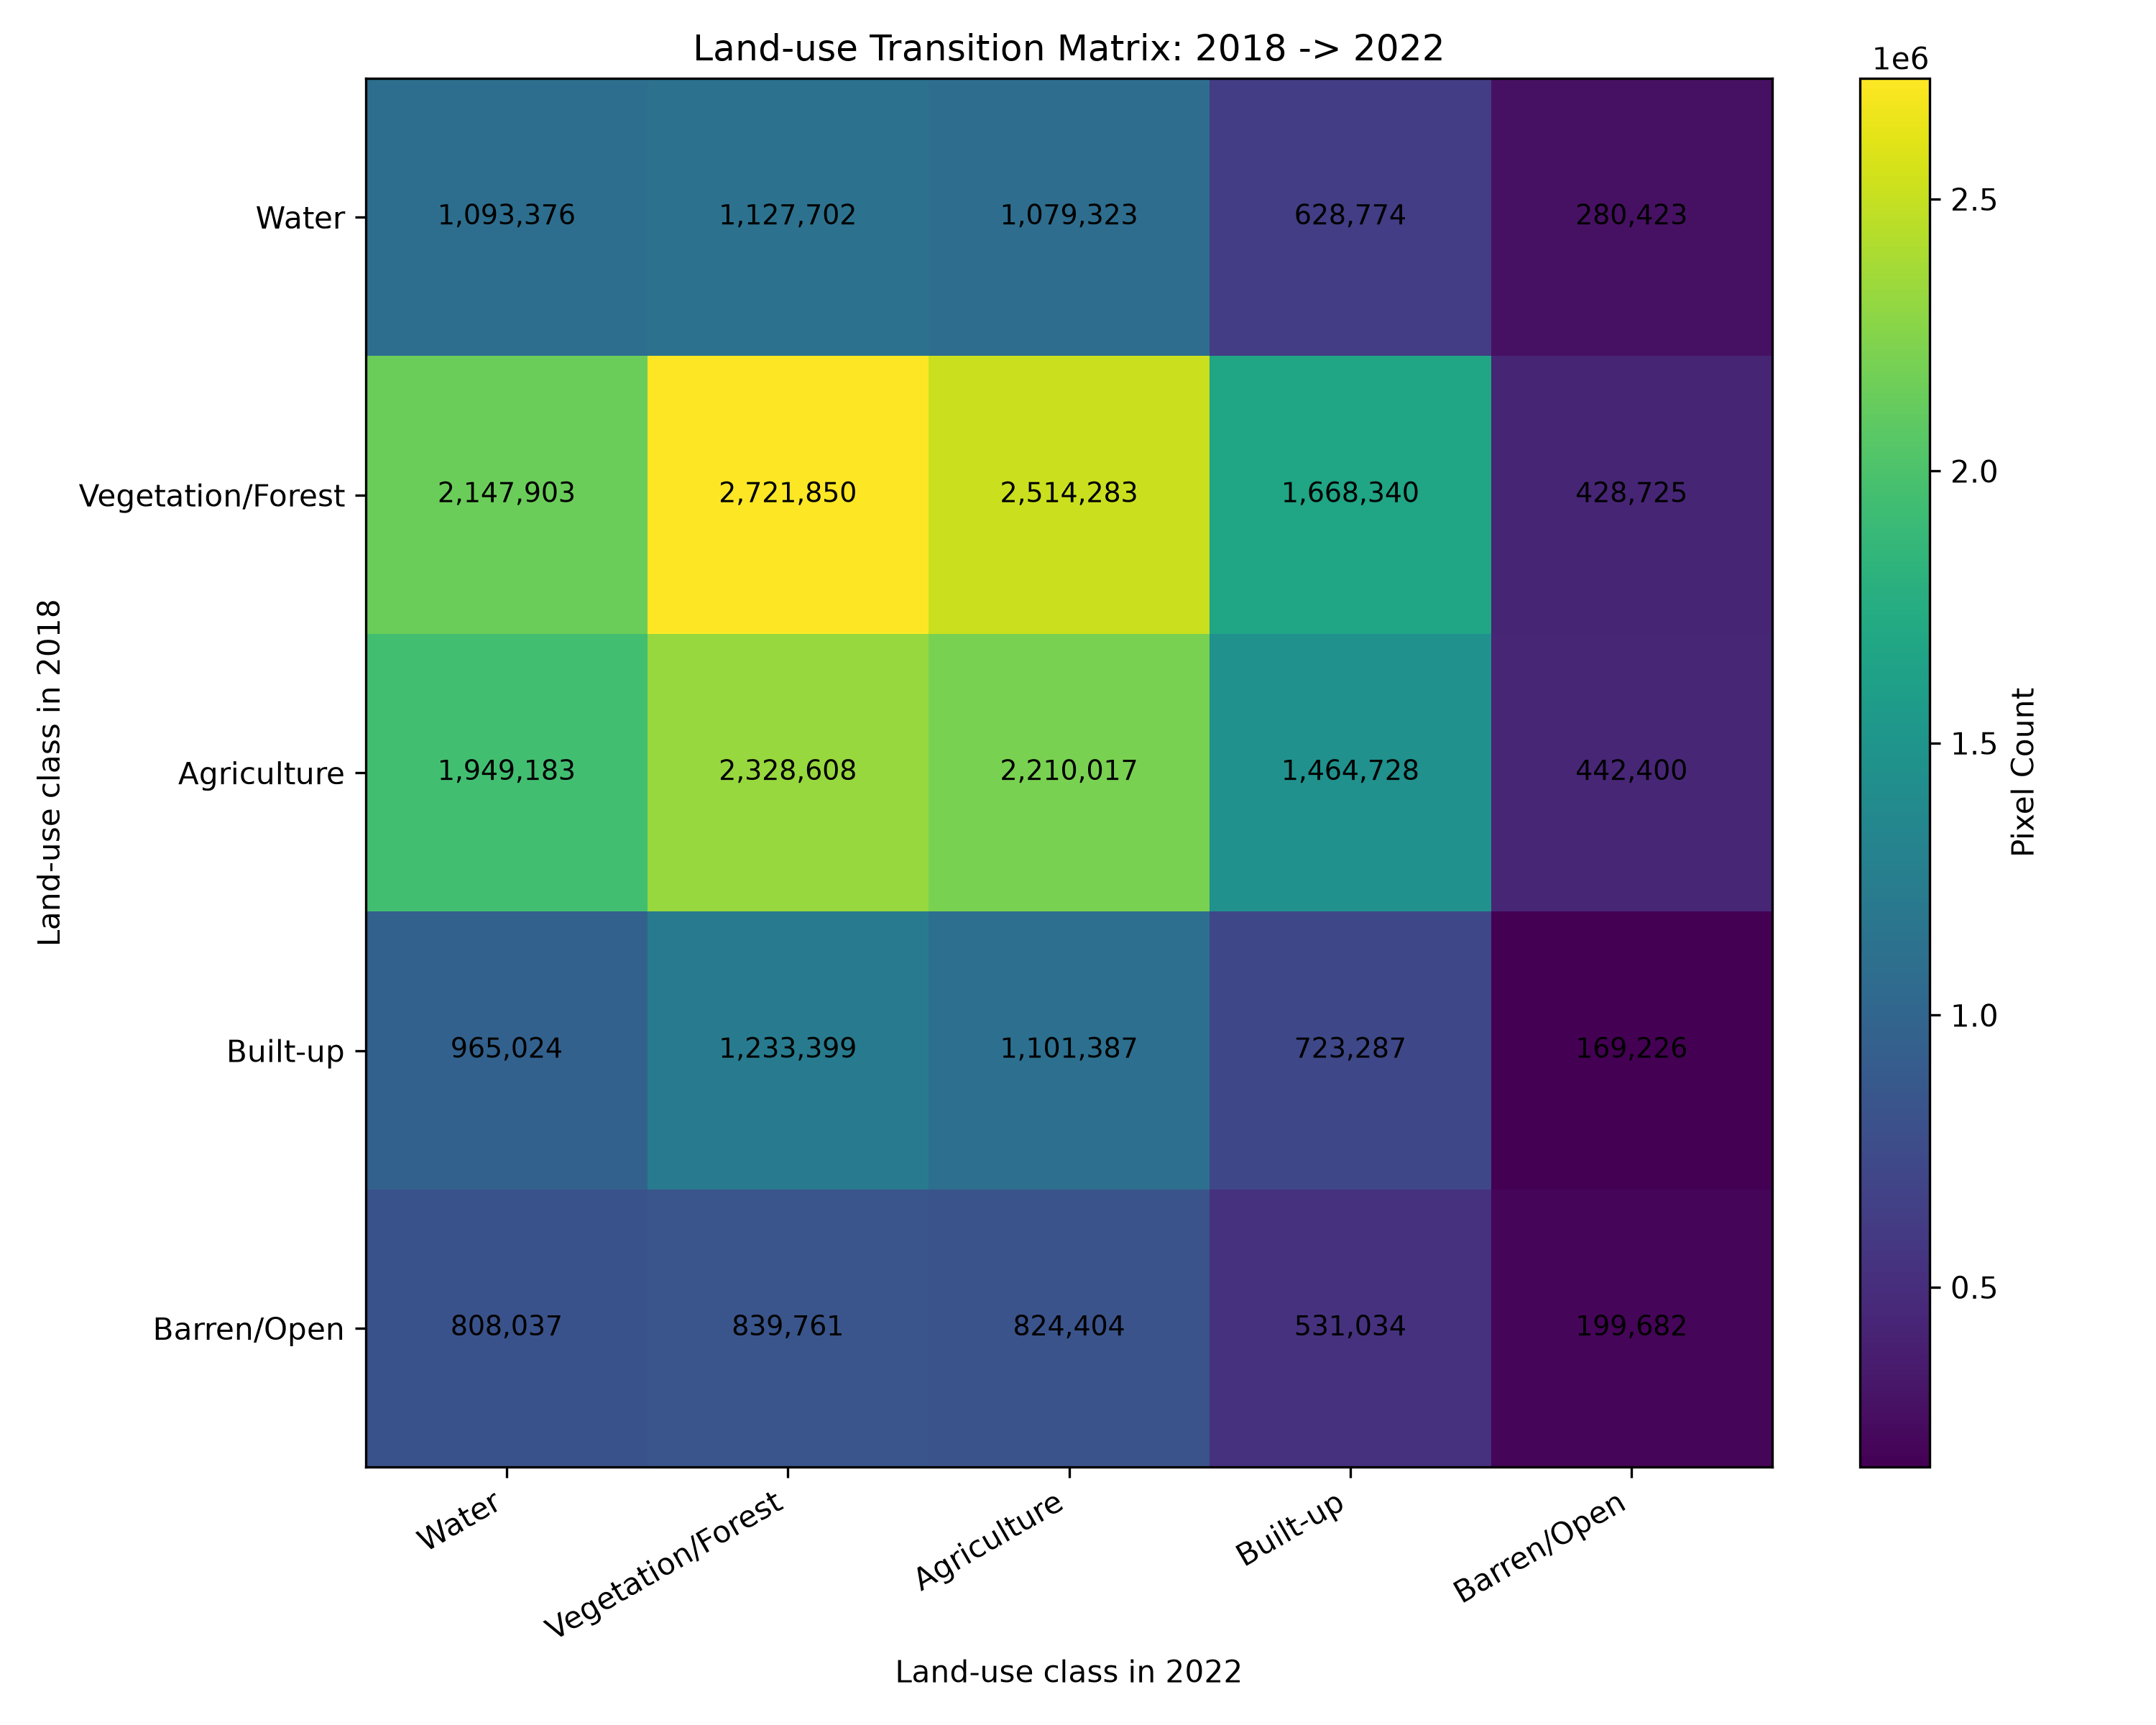 Land-use Transition Matrix: 2018 -> 2022
1e6
Water 1,093,376 1,127,702 1,079,323 628,774 280,423
2.5
Vegetation/Forest 2,147,903 2,721,850 2,514,283 1,668,340 428,725
2.0
Land-use class in 2018
Agriculture 1,949,183 2,328,608 2,210,017 1,464,728 442,400
1.5
Pixel Count
Built-up 965,024 1,233,399 1,101,387 723,287 169,226
1.0
Barren/Open 808,037 839,761 824,404 531,034 199,682
0.5
Water Vegetation/Forest Agriculture Built-up Barren/Open
Land-use class in 2022